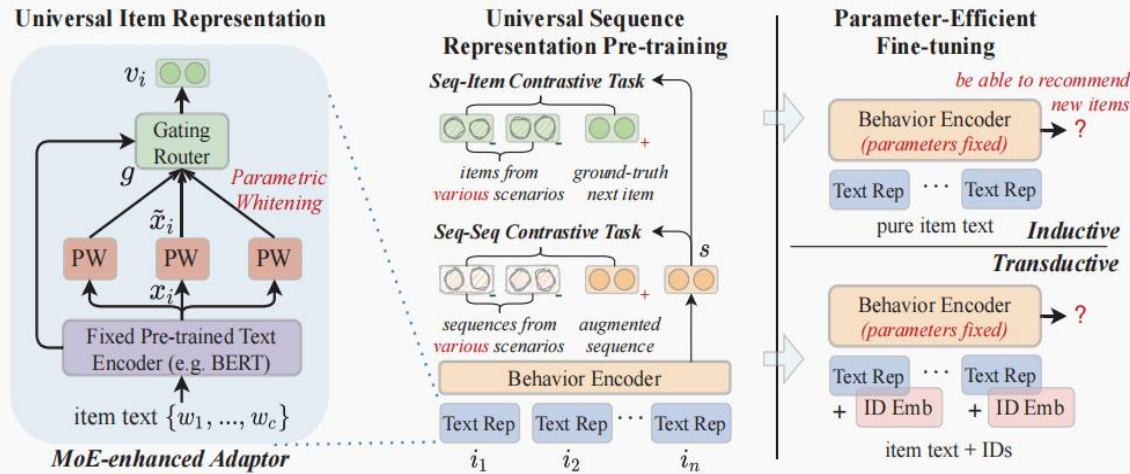 Universal Item Representation
v_i
Gating
Router
g
Parametric
Whitening
x̃_i
PW
PW
PW
x_i
Fixed Pre-trained Text
Encoder (e.g. BERT)
item text {w_1, ..., w_c}
MoE-enhanced Adaptor
Universal Sequence
Representation Pre-training
Seq-Item Contrastive Task
-
-
+
items from
various scenarios
ground-truth
next item
Seq-Seq Contrastive Task
s
-
-
+
sequences from
various scenarios
augmented
sequence
Behavior Encoder
Text Rep
Text Rep
...
Text Rep
i_1
i_2
i_n
Parameter-Efficient
Fine-tuning
be able to recommend
new items
Behavior Encoder
(parameters fixed)
?
Text Rep
...
Text Rep
pure item text
Inductive
Transductive
Behavior Encoder
(parameters fixed)
?
Text Rep
...
Text Rep
+ ID Emb
+ ID Emb
item text + IDs